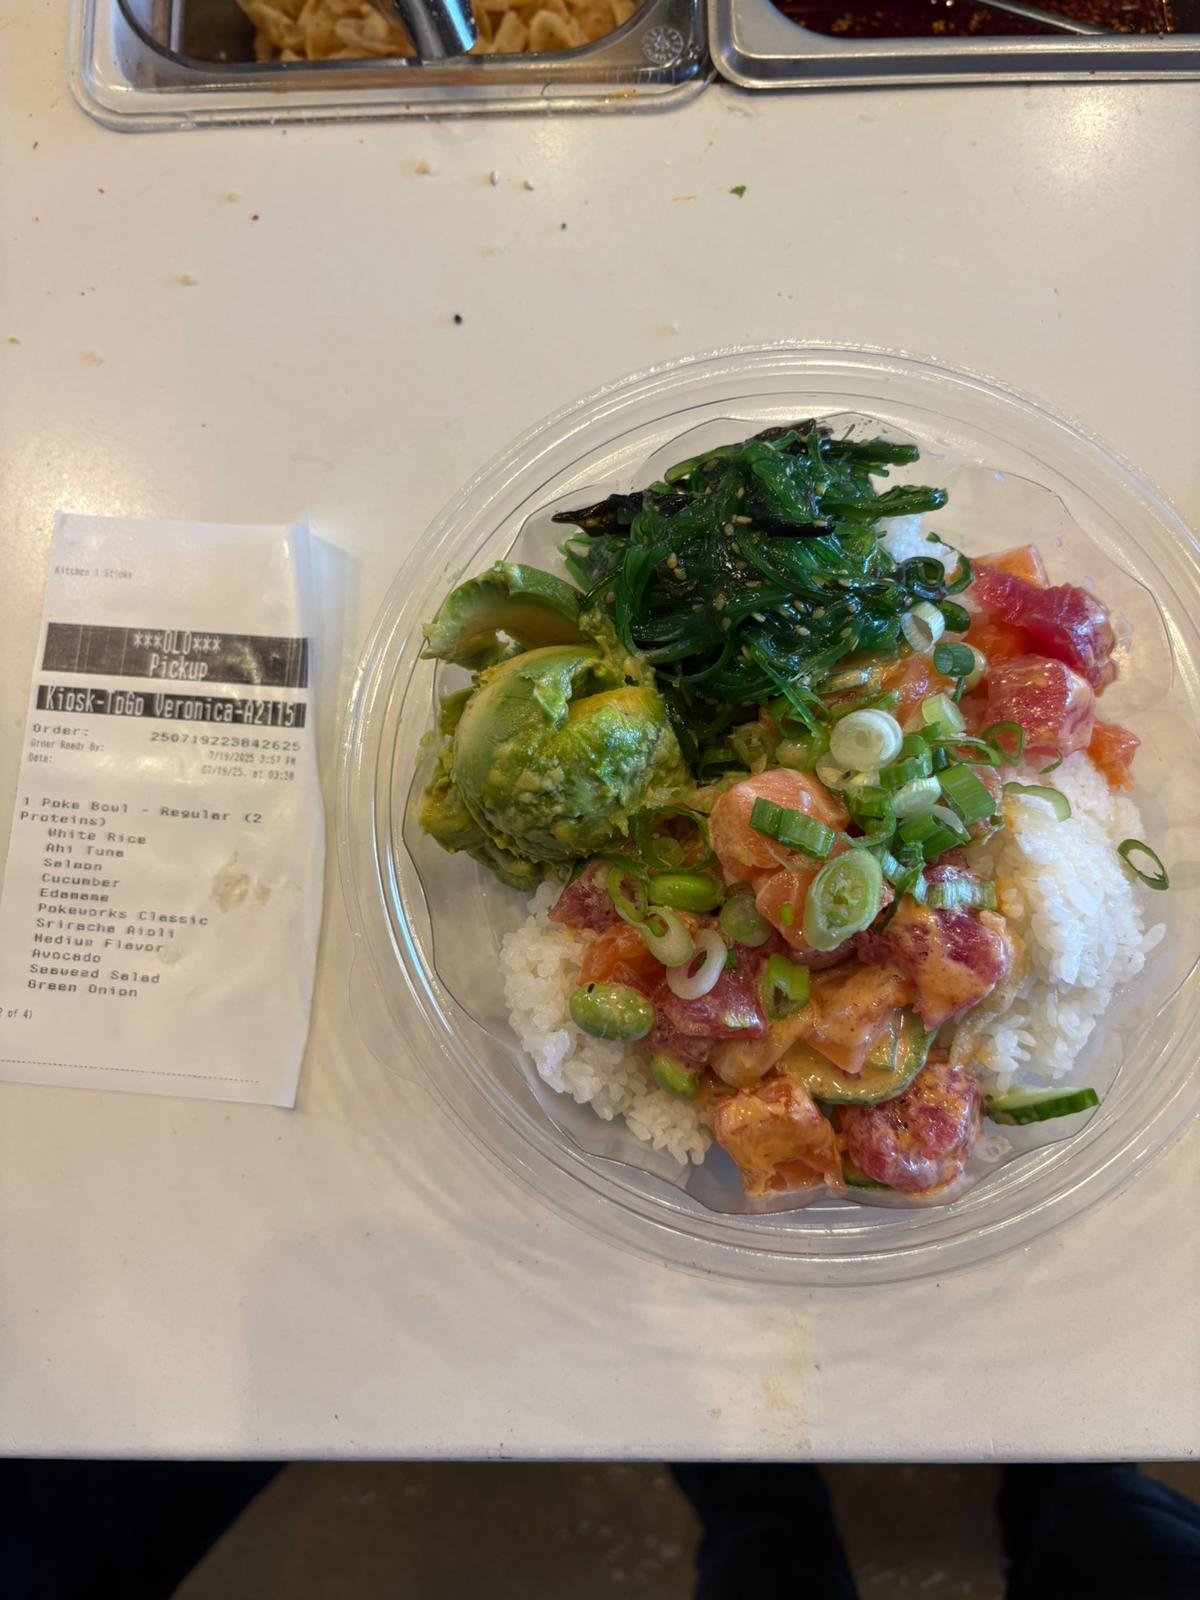 Kitchen 1 Sticky
***OLO***
Pickup
Kiosk-ToGo Veronica-A2115
Order: 250719223842625
Order Ready By: 7/19/2025 3:57 PM
Date: 07/19/25, at 03:20
1 Poke Bowl - Regular (2
Proteins)
White Rice
Ahi Tuna
Salmon
Cucumber
Edamame
Pokeworks Classic
Sriracha Aioli
Medium Flavor
Avocado
Seaweed Salad
Green Onion
2 of 4)